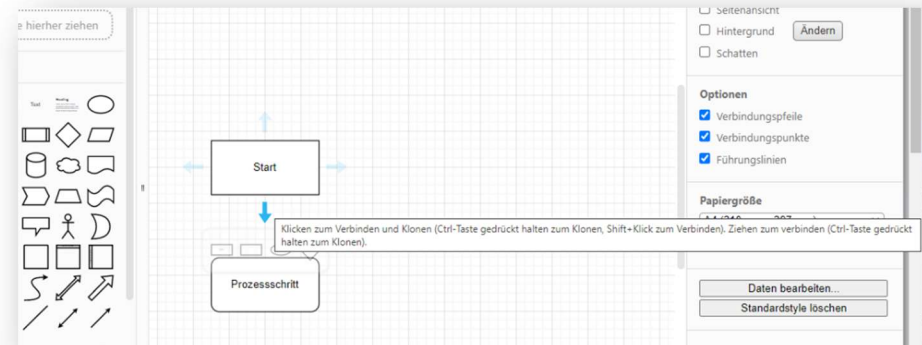 e hierher ziehen
Text
Heading
Start
Klicken zum Verbinden und Klonen (Ctrl-Taste gedrückt halten zum Klonen, Shift+Klick zum Verbinden). Ziehen zum verbinden (Ctrl-Taste gedrückt
halten zum Klonen).
Prozessschritt
Seitenansicht
Hintergrund
Ändern
Schatten
Optionen
Verbindungspfeile
Verbindungspunkte
Führungslinien
Papiergröße
Daten bearbeiten...
Standardstyle löschen